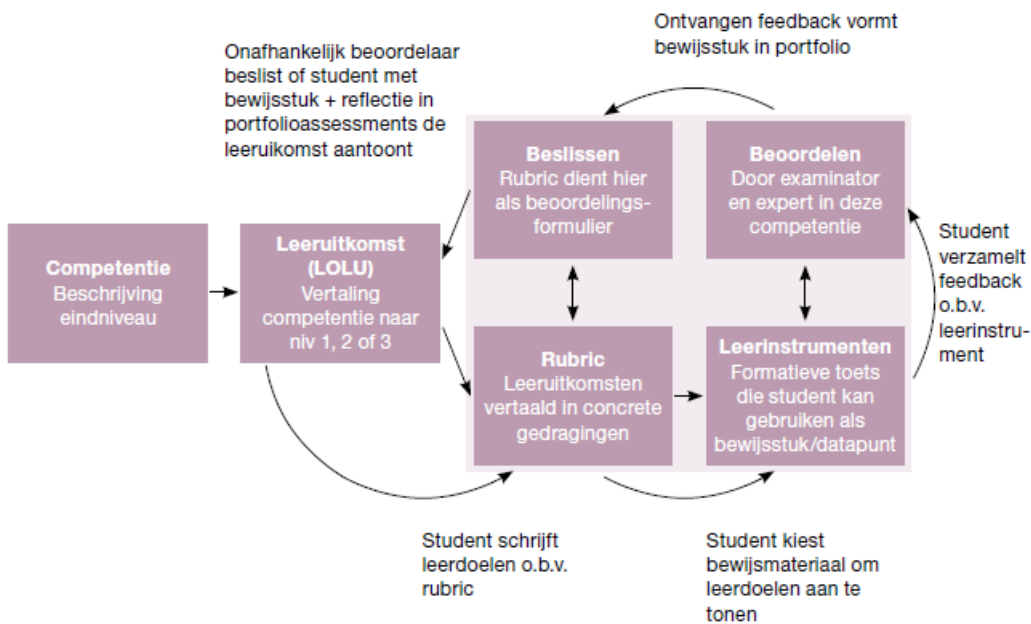 Ontvangen feedback vormt
bewijsstuk in portfolio
Onafhankelijk beoordelaar
beslist of student met
bewijsstuk + reflectie in
portfolioassessments de
leeruikomst aantoont
Beslissen
Rubric dient hier
als beoordelings-
formulier
Beoordelen
Door examinator
en expert in deze
competentie
Competentie
Beschrijving
eindniveau
Leeruitkomst
(LOLU)
Vertaling
competentie naar
niv 1, 2 of 3
Student
verzamelt
feedback
o.b.v.
leerinstru-
ment
Rubric
Leeruitkomsten
vertaald in concrete
gedragingen
Leerinstrumenten
Formatieve toets
die student kan
gebruiken als
bewijsstuk/datapunt
Student schrijft
leerdoelen o.b.v.
rubric
Student kiest
bewijsmateriaal om
leerdoelen aan te
tonen